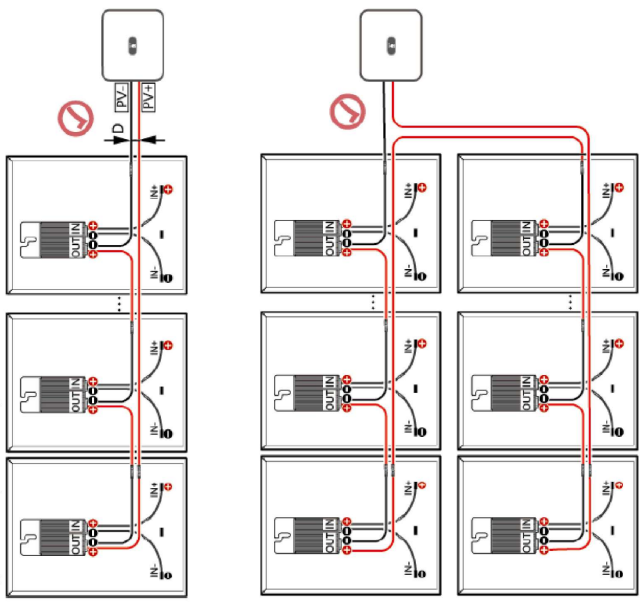 PV-
PV+
D
IN+
IN
OUT
IN-
IN+
IN
OUT
IN-
IN+
IN
OUT
IN-
IN+
IN
OUT
IN-
IN+
IN
OUT
IN-
IN+
IN
OUT
IN-
IN+
IN
OUT
IN-
IN+
IN
OUT
IN-
IN+
IN
OUT
IN-